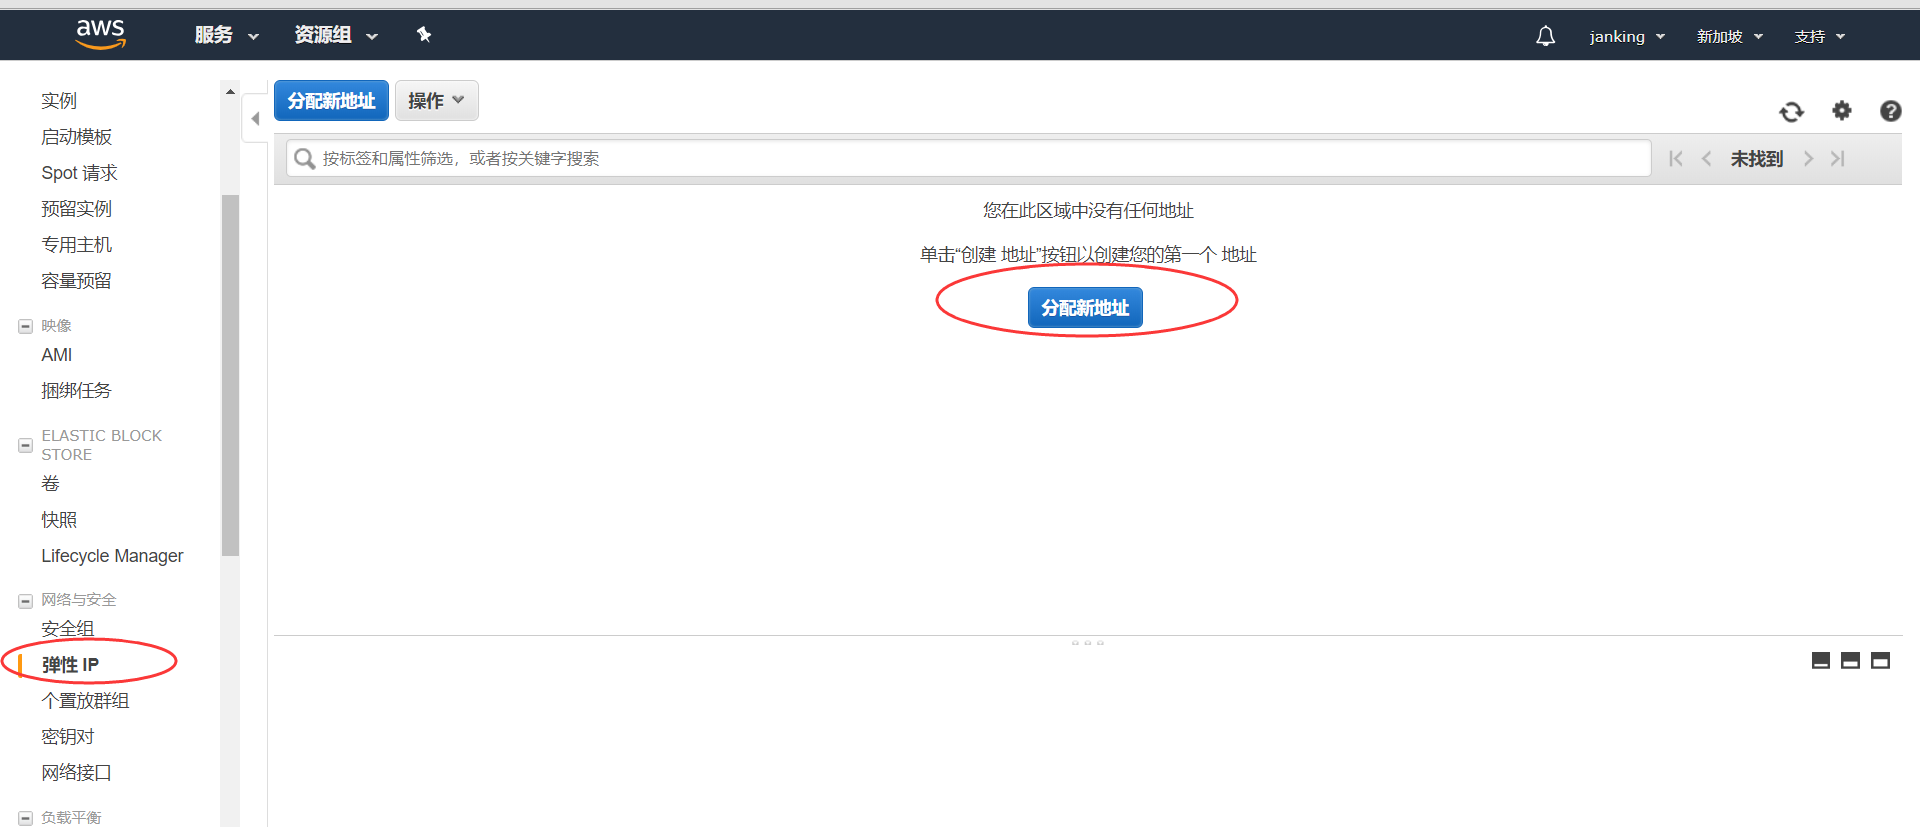 aws 服务 资源组 janking 新加坡 支持
实例
启动模板
Spot 请求
预留实例
专用主机
容量预留
映像
AMI
捆绑任务
ELASTIC BLOCK
STORE
卷
快照
Lifecycle Manager
网络与安全
安全组
弹性 IP
个置放群组
密钥对
网络接口
负载平衡
分配新地址 操作
按标签和属性筛选，或者按关键字搜索 未找到
您在此区域中没有任何地址
单击“创建 地址”按钮以创建您的第一个 地址
分配新地址